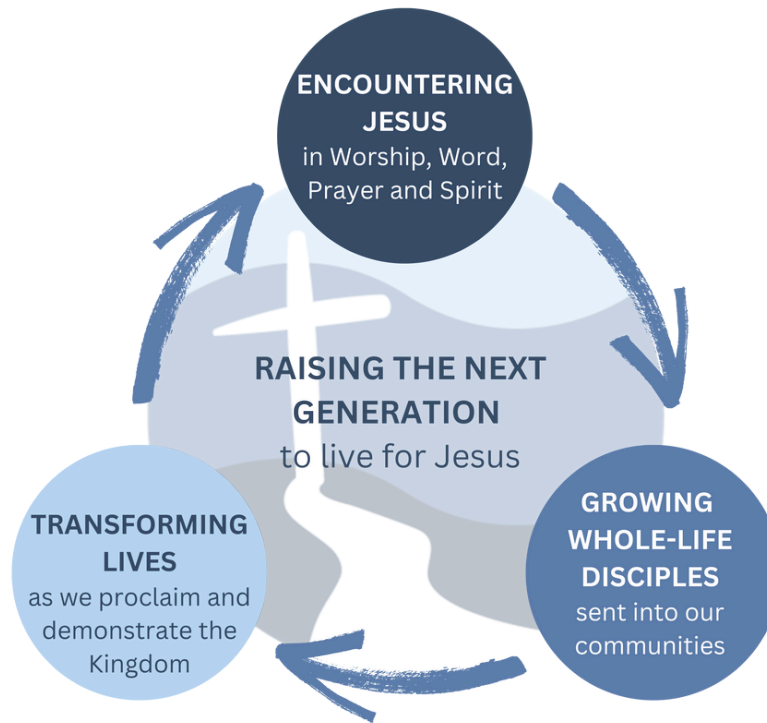 ENCOUNTERING
JESUS
in Worship, Word,
Prayer and Spirit
RAISING THE NEXT
GENERATION
to live for Jesus
GROWING
WHOLE-LIFE
DISCIPLES
sent into our
communities
TRANSFORMING
LIVES
as we proclaim and
demonstrate the
Kingdom